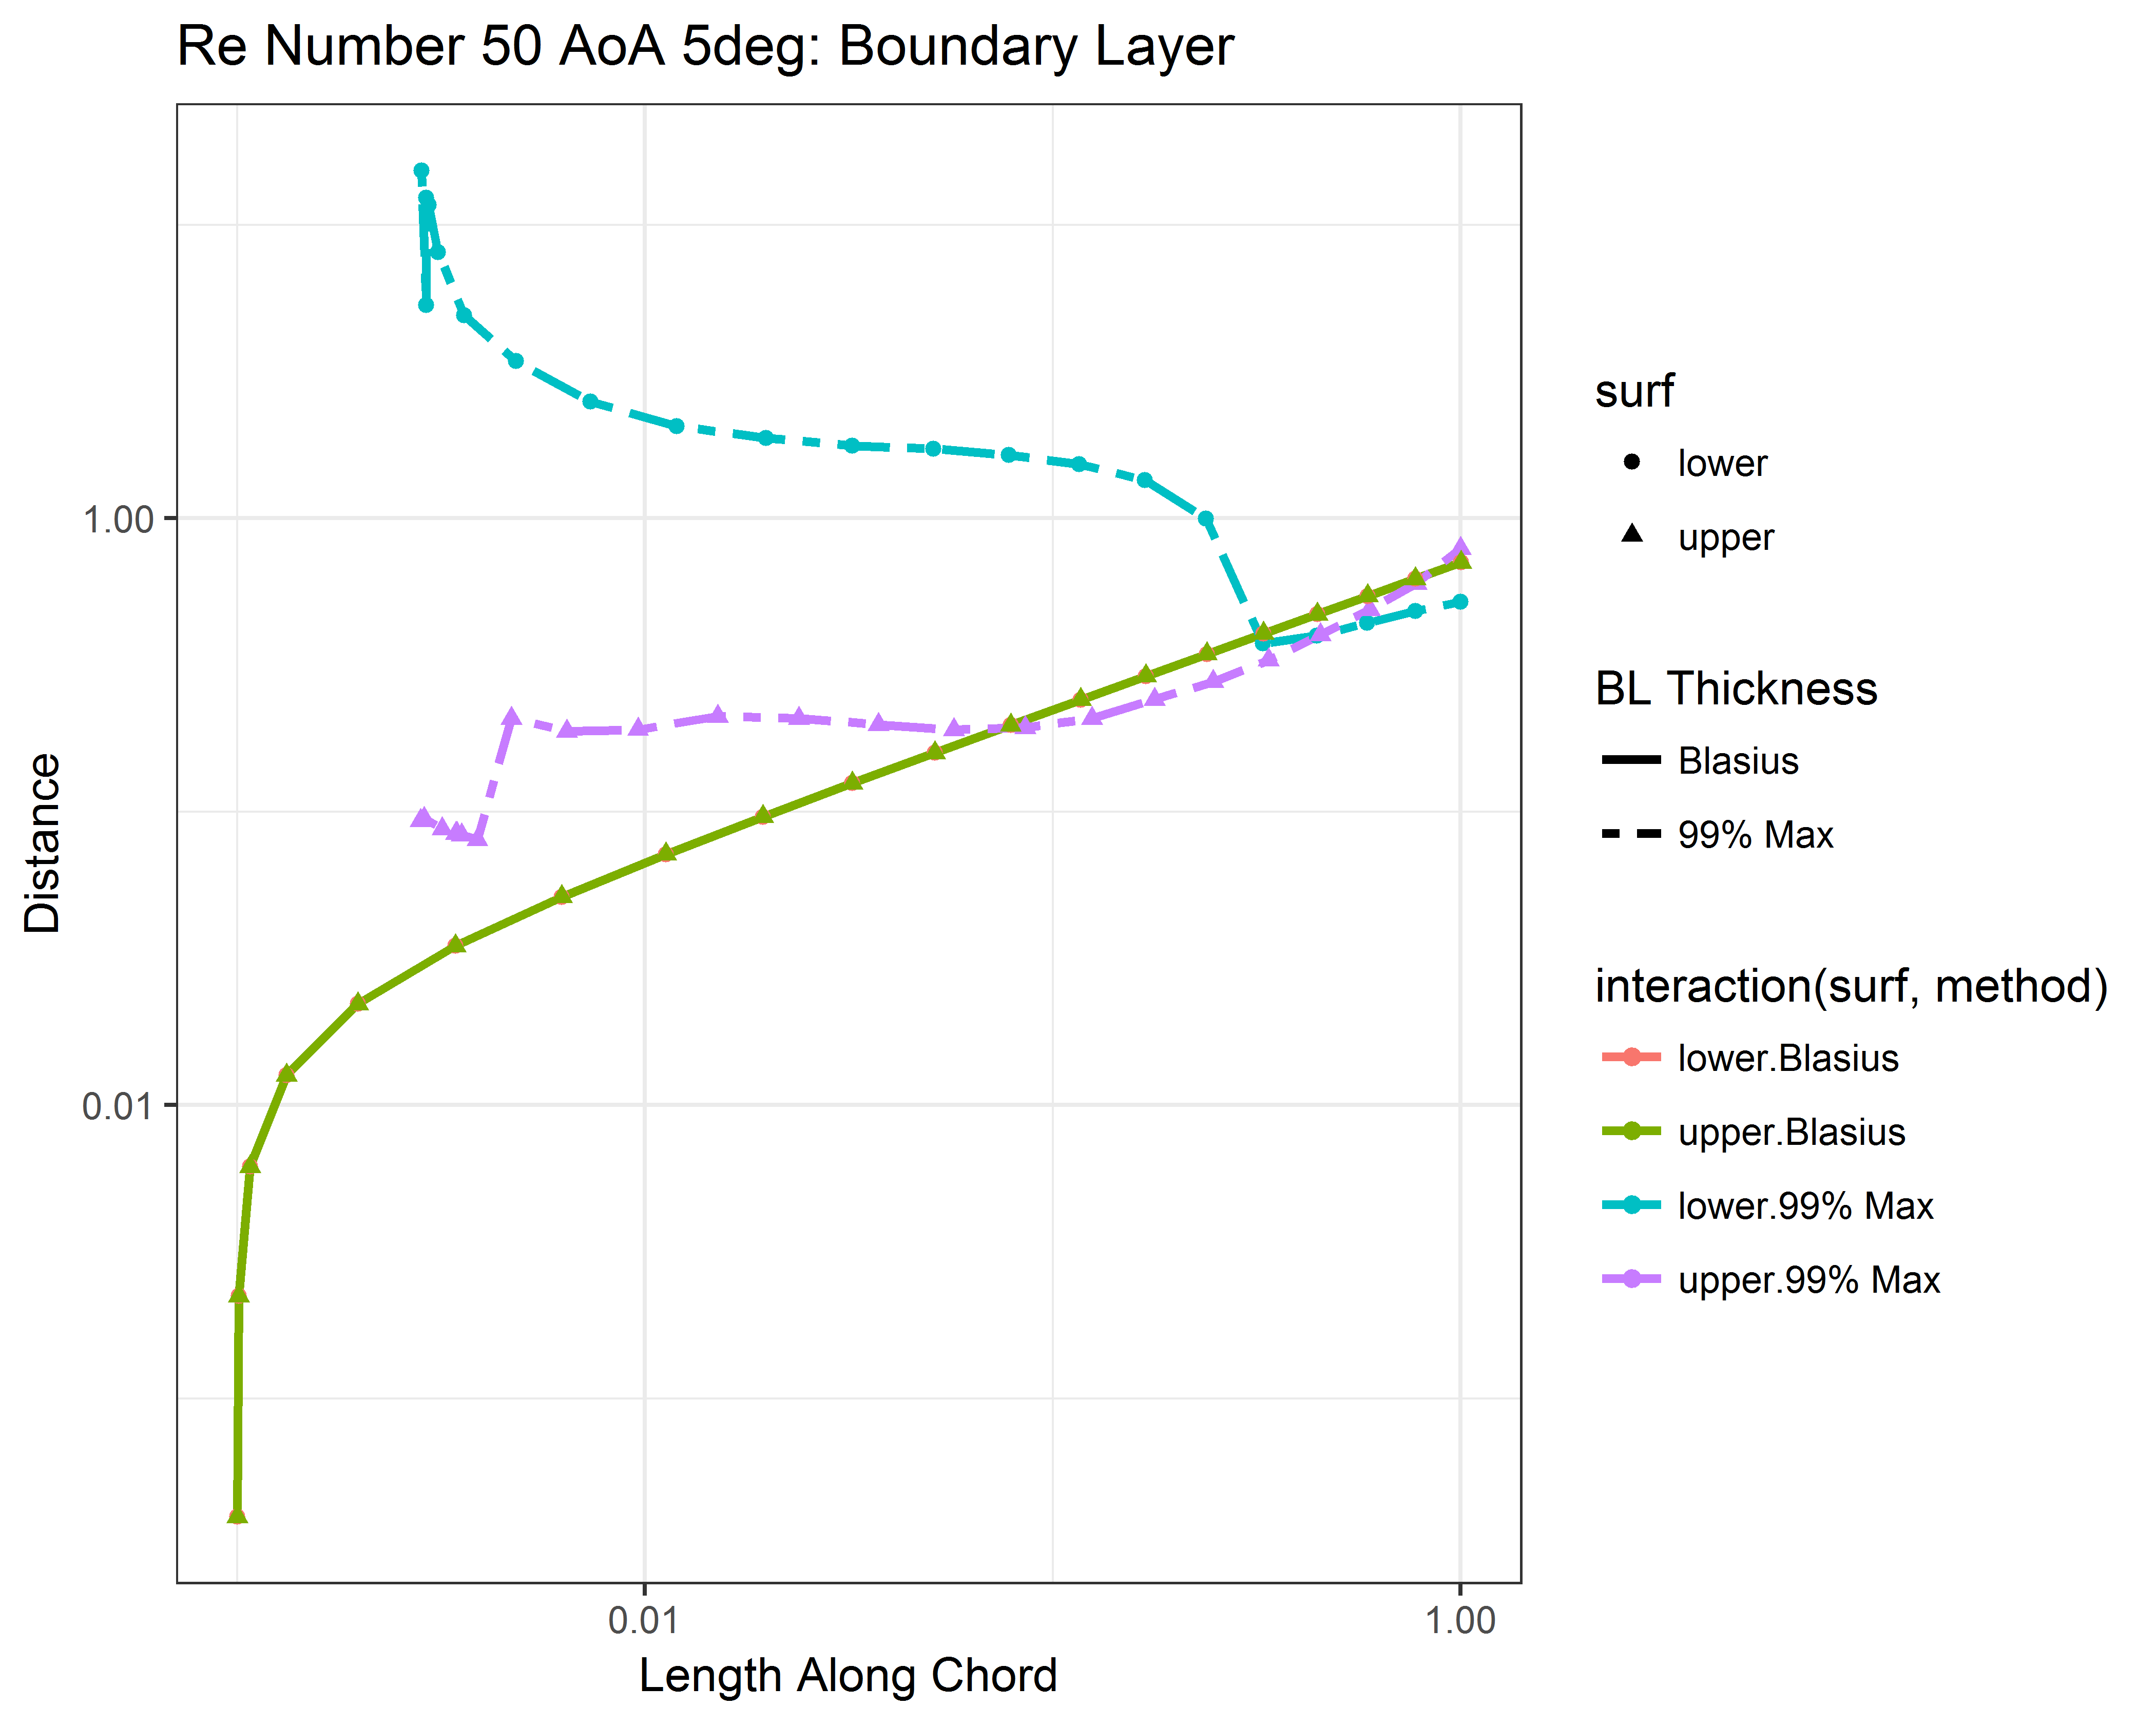 Re Number 50 AoA 5deg: Boundary Layer
Distance
1.00
0.01
0.01
1.00
Length Along Chord
surf
lower
upper
BL Thickness
Blasius
99% Max
interaction(surf, method)
lower.Blasius
upper.Blasius
lower.99% Max
upper.99% Max